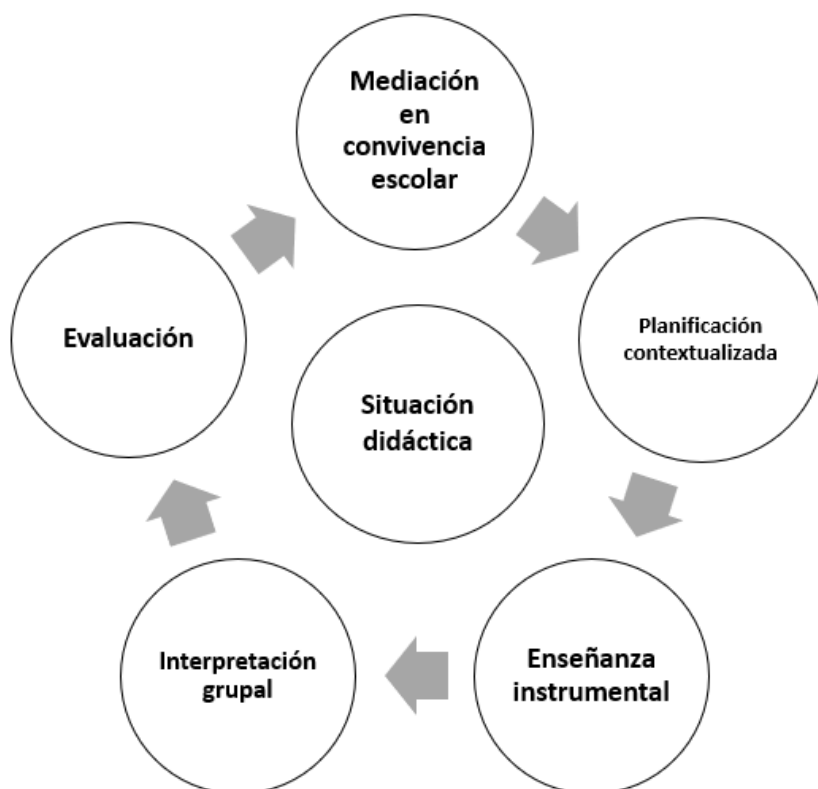 Mediación
en
convivencia
escolar
Planificación
contextualizada
Enseñanza
instrumental
Interpretación
grupal
Evaluación
Situación
didáctica